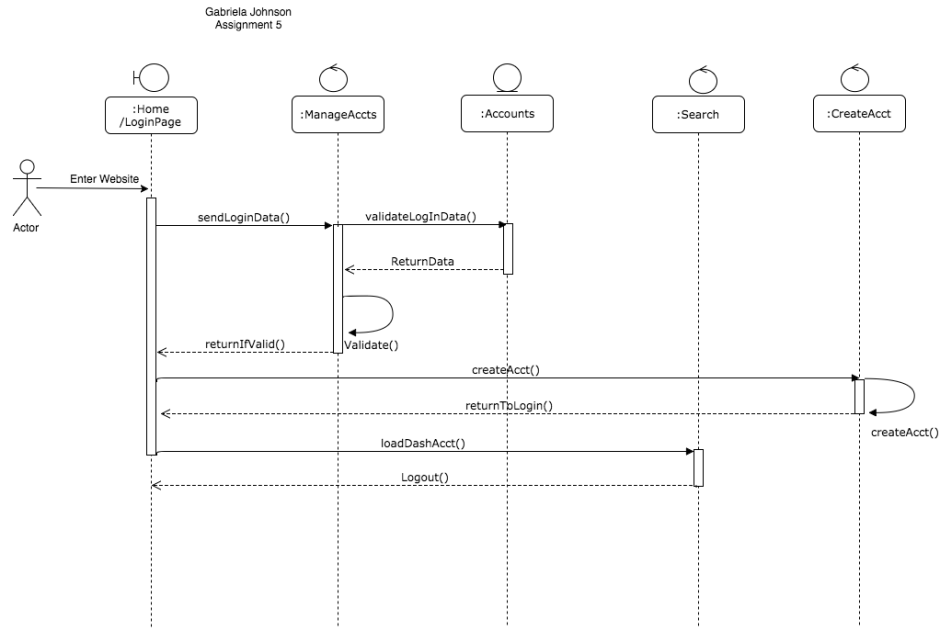 Gabriela Johnson
Assignment 5
:Home
/LoginPage
:ManageAccts
:Accounts
:Search
:CreateAcct
Enter Website
Actor
sendLoginData()
validateLogInData()
ReturnData
Validate()
returnIfValid()
createAcct()
returnToLogin()
createAcct()
loadDashAcct()
Logout()